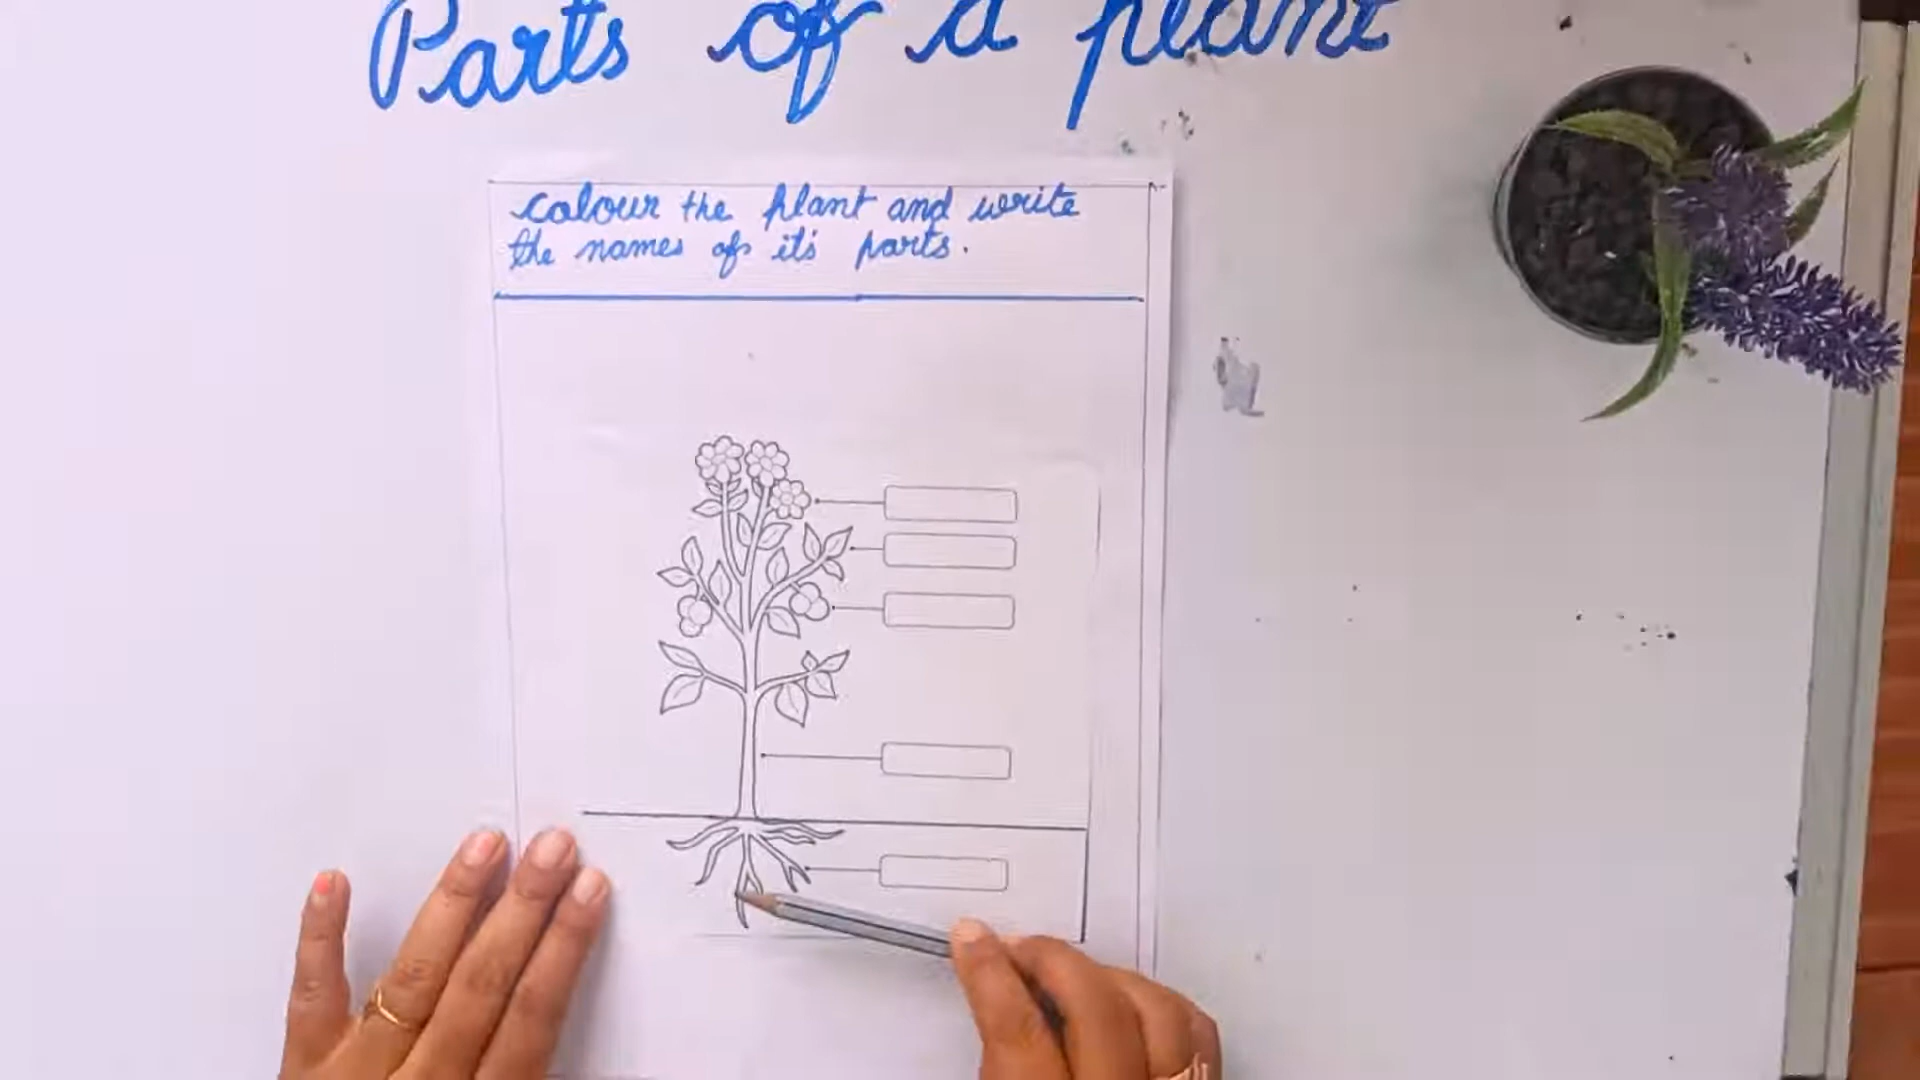 Parts of a plant
colour the plant and write
the names of it's parts.